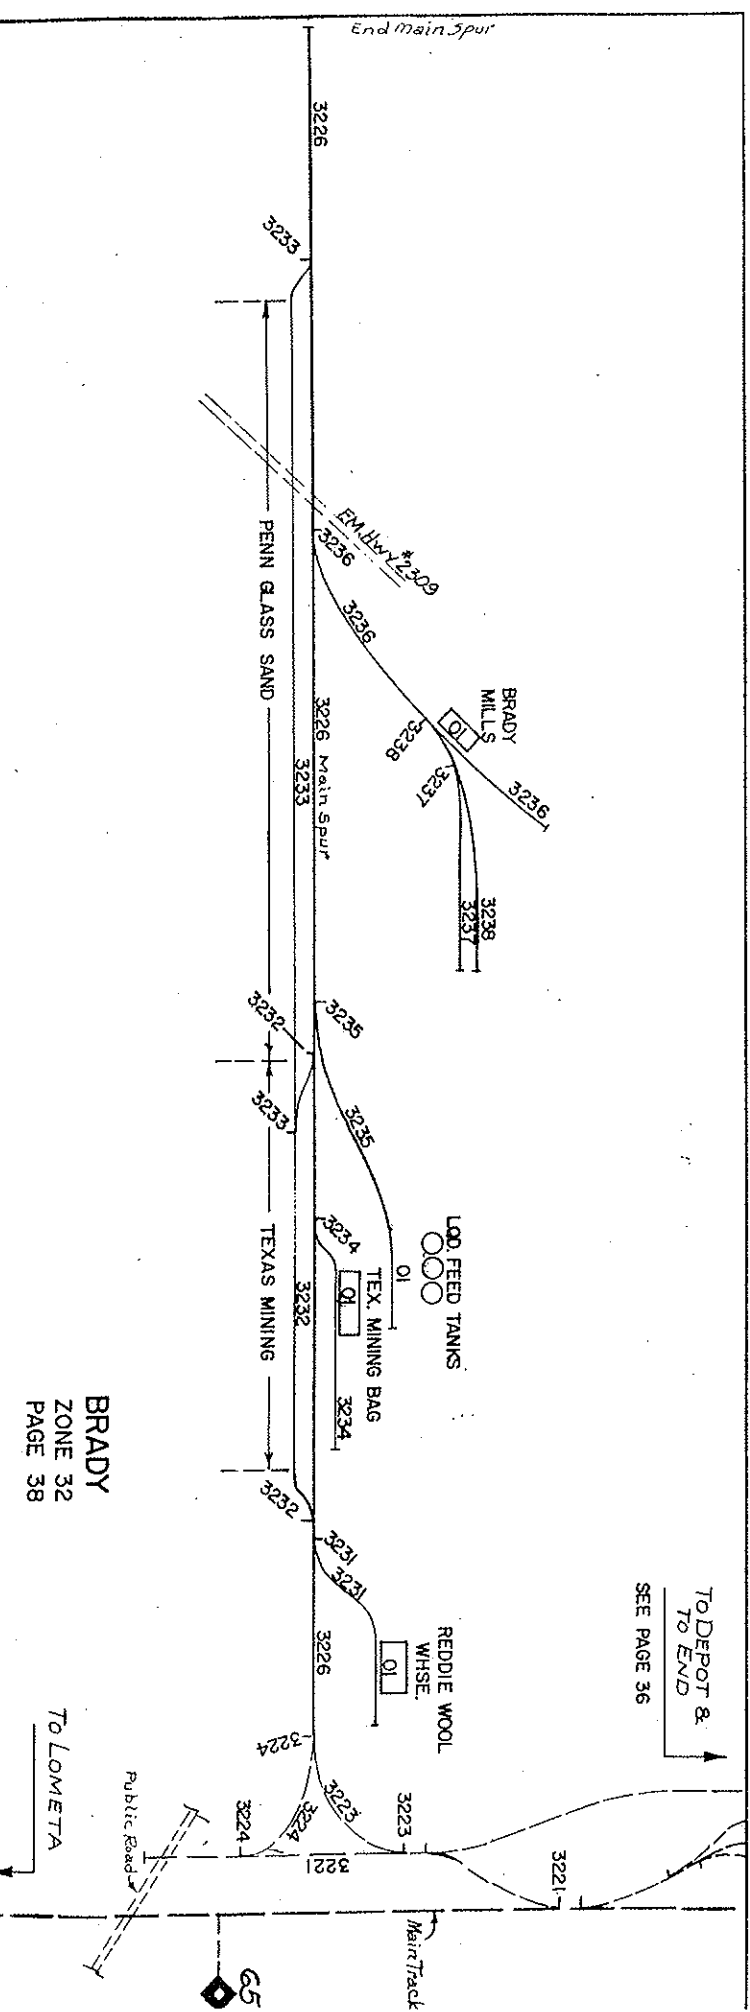 End Main Spur
3226
3233
F.M. Hwy #2309
3236
3236
BRADY
MILLS
01
3238
3237
3236
3238
3237
PENN GLASS SAND
3226 Main Spur
3233
3232
3233
3235
3235
LQD. FEED TANKS
01
3234
TEX. MINING BAG
01
3234
TEXAS MINING
3232
3232
3231
3231
REDDIE WOOL
WHSE.
01
3226
3224
3223
3224
3223
3224
3221
3221
To DEPOT &
TO END
SEE PAGE 36
BRADY
ZONE 32
PAGE 38
To LOMETA
Public Road
Main Track
65